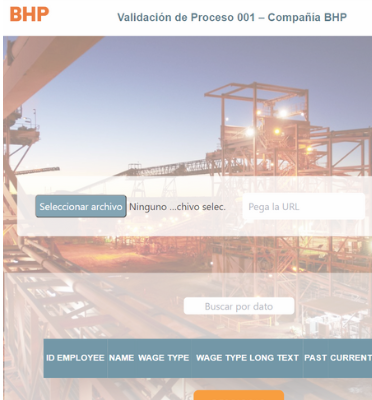 BHP
Validación de Proceso 001 – Compañia BHP
Seleccionar archivo Ninguno ...chivo selec. Pega la URL
Buscar por dato
ID EMPLOYEE NAME WAGE TYPE WAGE TYPE LONG TEXT PAST CURRENT